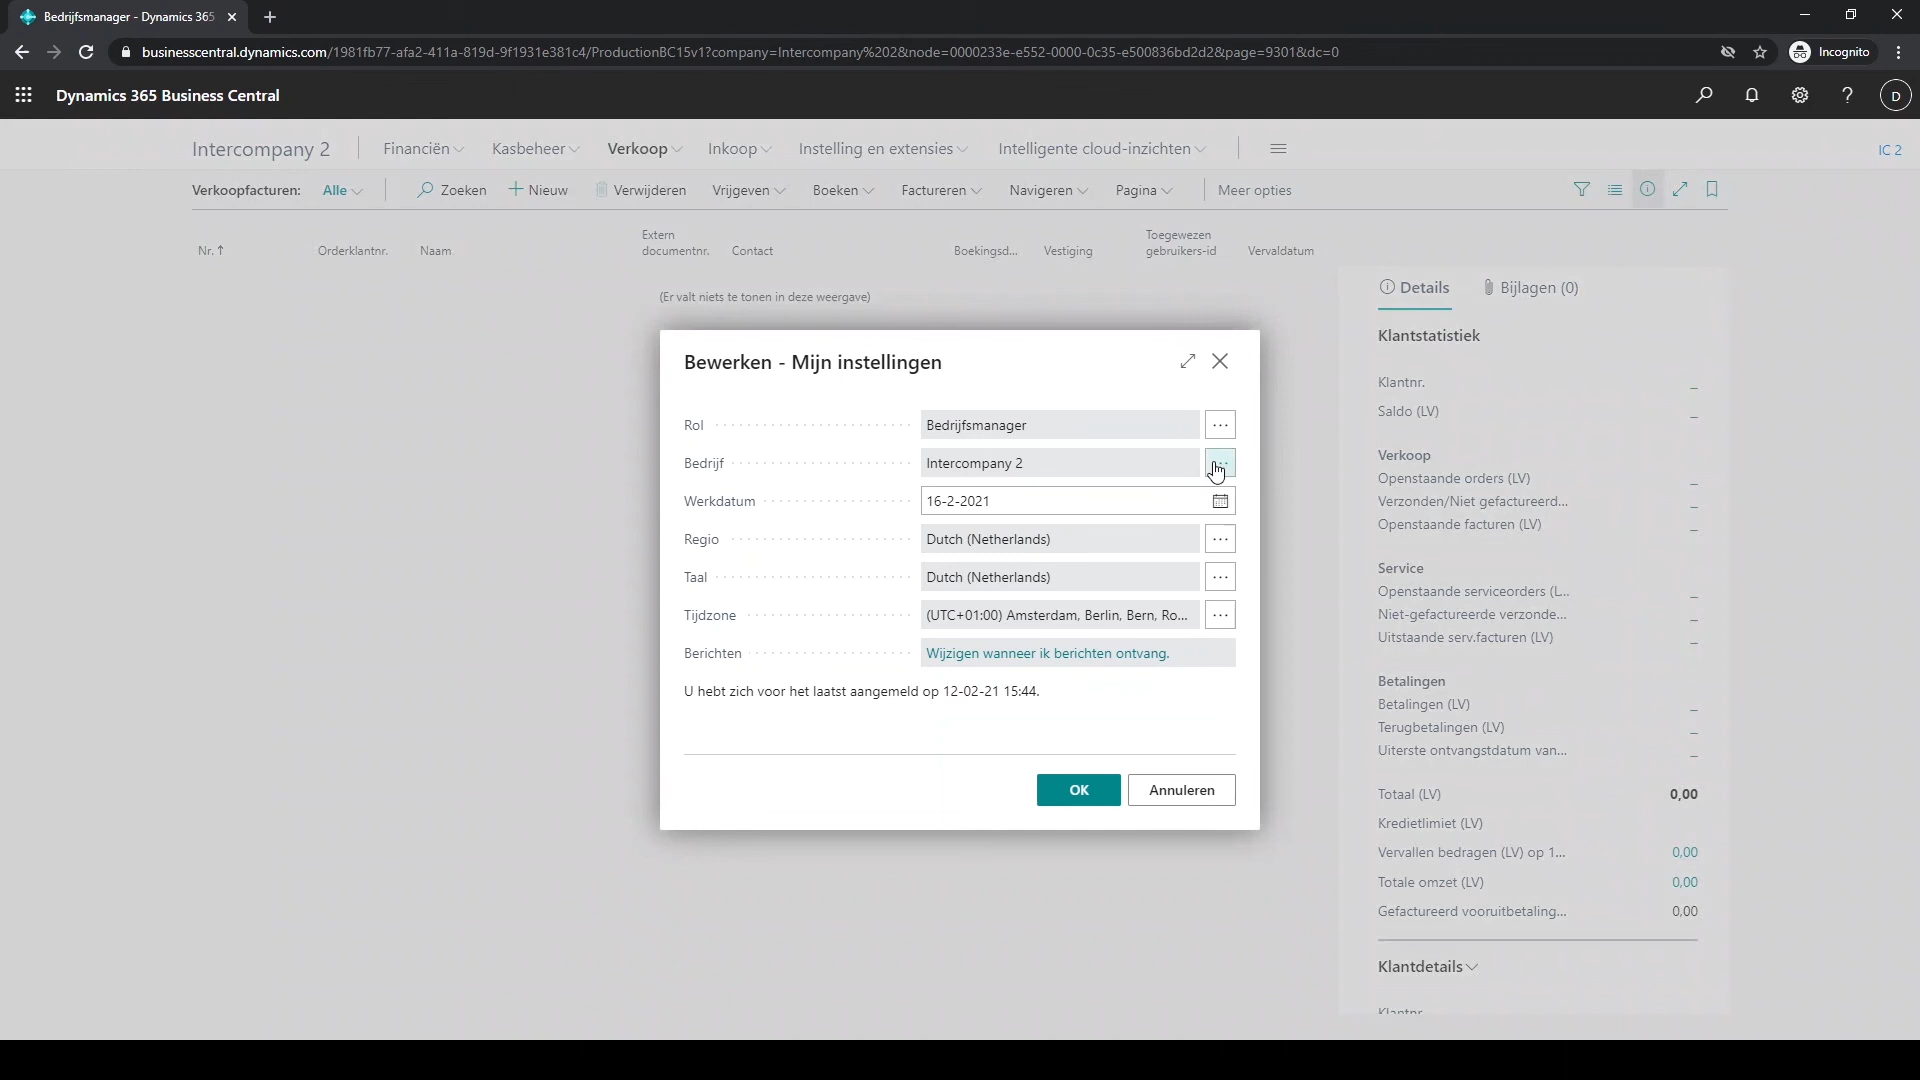 Bedrijfsmanager - Dynamics 365
businesscentral.dynamics.com/1981fb77-afa2-411a-819d-9f1931e381c4/ProductionBC15v1?company=Intercompany%202&node=0000233e-e552-0000-0c35-e500836bd2d2&page=9301&dc=0
Incognito
Dynamics 365 Business Central
D
Intercompany 2
Financiën
Kasbeheer
Verkoop
Inkoop
Instelling en extensies
Intelligente cloud-inzichten
IC 2
Verkoopfacturen:
Alle
Zoeken
Nieuw
Verwijderen
Vrijgeven
Boeken
Factureren
Navigeren
Pagina
Meer opties
Nr. ↑
Orderklantnr.
Naam
Extern
documentnr.
Contact
Boekingsd...
Vestiging
Toegewezen
gebruikers-id
Vervaldatum
(Er valt niets te tonen in deze weergave)
Bewerken - Mijn instellingen
Rol
Bedrijfsmanager
Bedrijf
Intercompany 2
Werkdatum
16-2-2021
Regio
Dutch (Netherlands)
Taal
Dutch (Netherlands)
Tijdzone
(UTC+01:00) Amsterdam, Berlin, Bern, Ro...
Berichten
Wijzigen wanneer ik berichten ontvang.
U hebt zich voor het laatst aangemeld op 12-02-21 15:44.
OK
Annuleren
Details
Bijlagen (0)
Klantstatistiek
Klantnr.
_
Saldo (LV)
_
Verkoop
Openstaande orders (LV)
_
Verzonden/Niet gefactureerd...
_
Openstaande facturen (LV)
_
Service
Openstaande serviceorders (L...
_
Niet-gefactureerde verzonde...
_
Uitstaande serv.facturen (LV)
_
Betalingen
Betalingen (LV)
_
Terugbetalingen (LV)
_
Uiterste ontvangstdatum van...
_
Totaal (LV)
0,00
Kredietlimiet (LV)
Vervallen bedragen (LV) op 1...
0,00
Totale omzet (LV)
0,00
Gefactureerd vooruitbetaling...
0,00
Klantdetails
Klantnr.